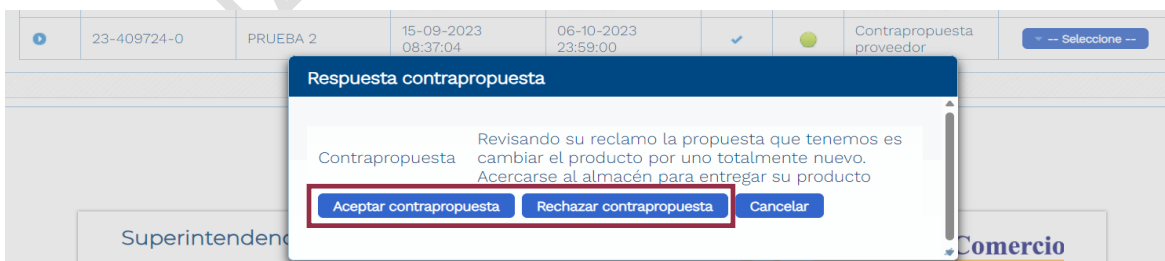 23-409724-0 PRUEBA 2 15-09-2023 08:37:04 06-10-2023 23:59:00 Contrapropuesta proveedor -- Seleccione --
Respuesta contrapropuesta
Contrapropuesta
Revisando su reclamo la propuesta que tenemos es
cambiar el producto por uno totalmente nuevo.
Acercarse al almacén para entregar su producto
Aceptar contrapropuesta Rechazar contrapropuesta Cancelar
Comercio